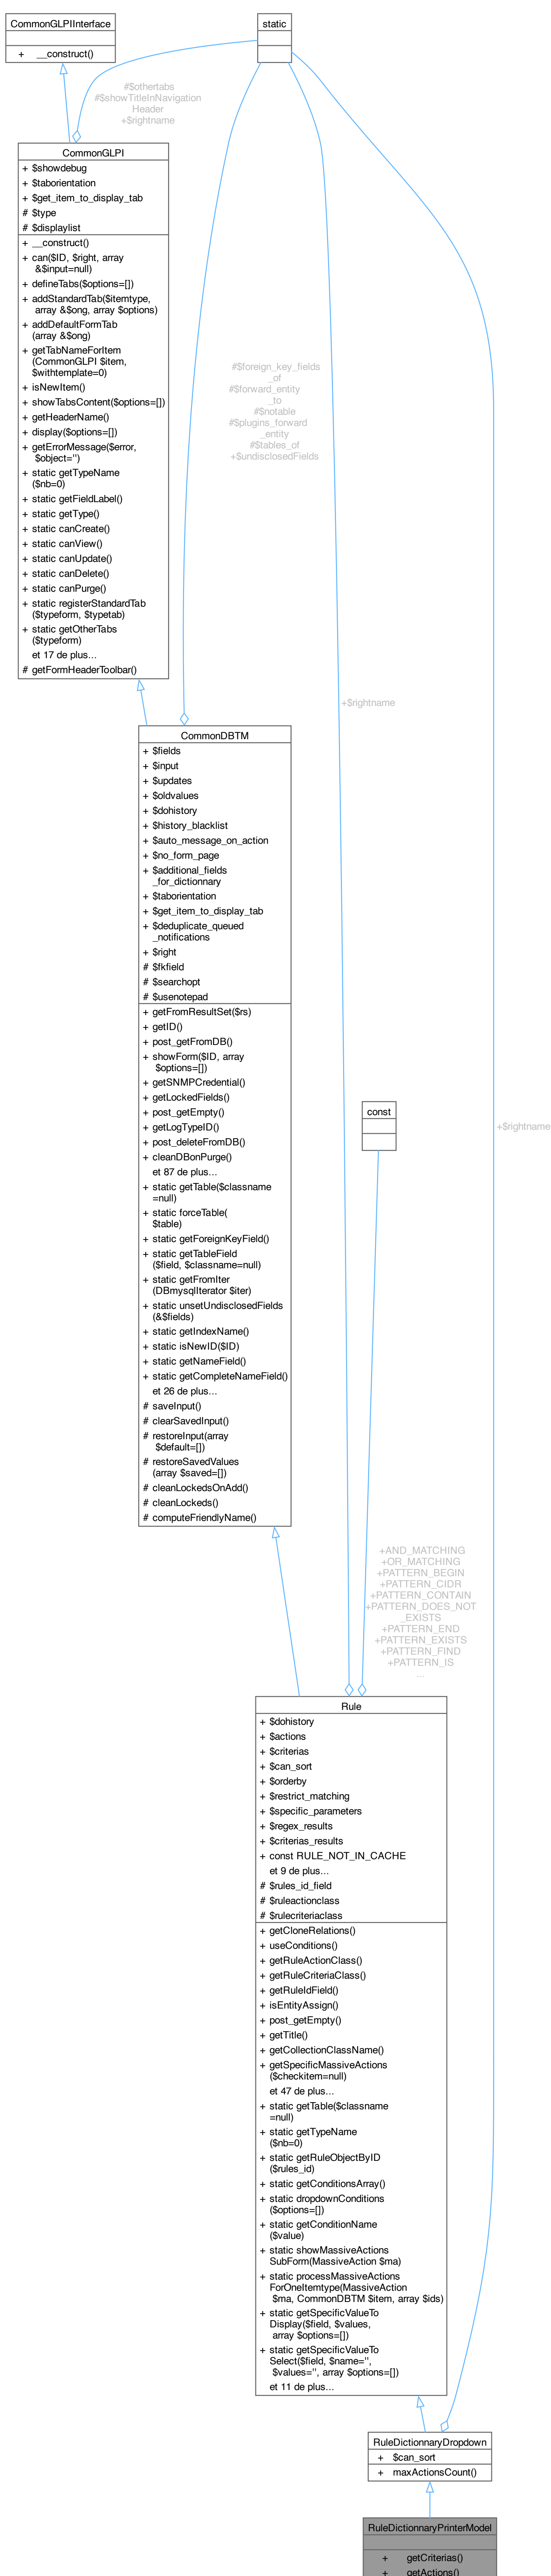 CommonGLPIInterface
+ __construct()
static
#$othertabs
#$showTitleInNavigation
Header
+$rightname
CommonGLPI
+ $showdebug
+ $taborientation
+ $get_item_to_display_tab
# $type
# $displaylist
+ __construct()
+ can($ID, $right, array
&$input=null)
+ defineTabs($options=[])
+ addStandardTab($itemtype,
array &$ong, array $options)
+ addDefaultFormTab
(array &$ong)
+ getTabNameForItem
(CommonGLPI $item,
$withtemplate=0)
+ isNewItem()
+ showTabsContent($options=[])
+ getHeaderName()
+ display($options=[])
+ getErrorMessage($error,
$object='')
+ static getTypeName
($nb=0)
+ static getFieldLabel()
+ static getType()
+ static canCreate()
+ static canView()
+ static canUpdate()
+ static canDelete()
+ static canPurge()
+ static registerStandardTab
($typeform, $typetab)
+ static getOtherTabs
($typeform)
et 17 de plus...
# getFormHeaderToolbar()
#$foreign_key_fields
_of
#$forward_entity
_to
#$notable
#$plugins_forward
_entity
#$tables_of
+$undisclosedFields
+$rightname
CommonDBTM
+ $fields
+ $input
+ $updates
+ $oldvalues
+ $dohistory
+ $history_blacklist
+ $auto_message_on_action
+ $no_form_page
+ $additional_fields
_for_dictionnary
+ $taborientation
+ $get_item_to_display_tab
+ $deduplicate_queued
_notifications
+ $right
# $fkfield
# $searchopt
# $usenotepad
+ getFromResultSet($rs)
+ getID()
+ post_getFromDB()
+ showForm($ID, array
$options=[])
+ getSNMPCredential()
+ getLockedFields()
+ post_getEmpty()
+ getLogTypeID()
+ post_deleteFromDB()
+ cleanDBonPurge()
et 87 de plus...
+ static getTable($classname
=null)
+ static forceTable(
$table)
+ static getForeignKeyField()
+ static getTableField
($field, $classname=null)
+ static getFromIter
(DBmysqlIterator $iter)
+ static unsetUndisclosedFields
(&$fields)
+ static getIndexName()
+ static isNewID($ID)
+ static getNameField()
+ static getCompleteNameField()
et 26 de plus...
# saveInput()
# clearSavedInput()
# restoreInput(array
$default=[])
# restoreSavedValues
(array $saved=[])
# cleanLockedsOnAdd()
# cleanLockeds()
# computeFriendlyName()
const
+$rightname
+AND_MATCHING
+OR_MATCHING
+PATTERN_BEGIN
+PATTERN_CIDR
+PATTERN_CONTAIN
+PATTERN_DOES_NOT
_EXISTS
+PATTERN_END
+PATTERN_EXISTS
+PATTERN_FIND
+PATTERN_IS
...
Rule
+ $dohistory
+ $actions
+ $criterias
+ $can_sort
+ $orderby
+ $restrict_matching
+ $specific_parameters
+ $regex_results
+ $criterias_results
+ const RULE_NOT_IN_CACHE
et 9 de plus...
# $rules_id_field
# $ruleactionclass
# $rulecriteriaclass
+ getCloneRelations()
+ useConditions()
+ getRuleActionClass()
+ getRuleCriteriaClass()
+ getRuleIdField()
+ isEntityAssign()
+ post_getEmpty()
+ getTitle()
+ getCollectionClassName()
+ getSpecificMassiveActions
($checkitem=null)
et 47 de plus...
+ static getTable($classname
=null)
+ static getTypeName
($nb=0)
+ static getRuleObjectByID
($rules_id)
+ static getConditionsArray()
+ static dropdownConditions
($options=[])
+ static getConditionName
($value)
+ static showMassiveActions
SubForm(MassiveAction $ma)
+ static processMassiveActions
ForOneItemtype(MassiveAction
$ma, CommonDBTM $item, array $ids)
+ static getSpecificValueTo
Display($field, $values,
array $options=[])
+ static getSpecificValueTo
Select($field, $name='',
$values='', array $options=[])
et 11 de plus...
RuleDictionnaryDropdown
+ $can_sort
+ maxActionsCount()
RuleDictionnaryPrinterModel
+ getCriterias()
+ getActions()